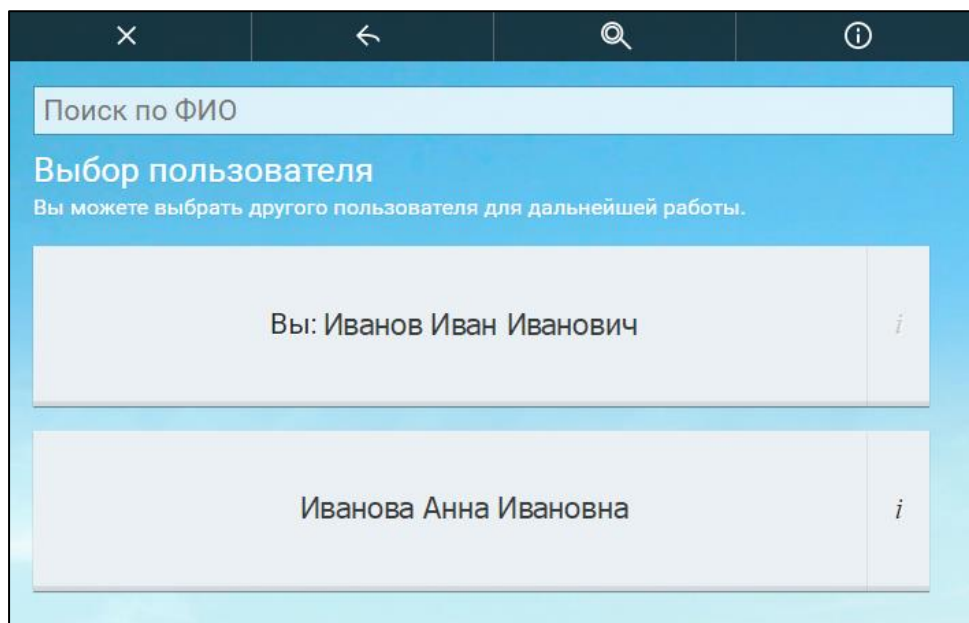 Поиск по ФИО
Выбор пользователя
Вы можете выбрать другого пользователя для дальнейшей работы.
Вы: Иванов Иван Иванович
i
Иванова Анна Ивановна
i